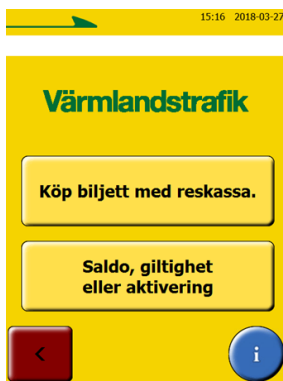 15:16 2018-03-27
Värmlandstrafik
Köp biljett med reskassa.
Saldo, giltighet
eller aktivering
<
i